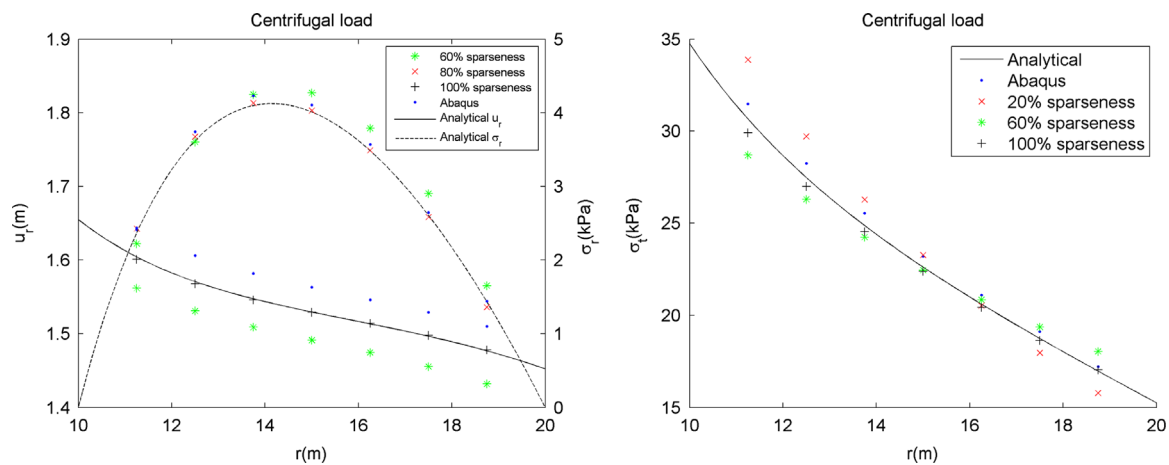 Centrifugal load
1.9
1.8
1.7
1.6
1.5
1.4
u_r(m)
5
4
3
2
1
0
σ_r(kPa)
60% sparseness
80% sparseness
100% sparseness
Abaqus
Analytical u_r
Analytical σ_r
10 12 14 16 18 20
r(m)
Centrifugal load
35
30
25
20
15
σ_t(kPa)
Analytical
Abaqus
20% sparseness
60% sparseness
100% sparseness
10 12 14 16 18 20
r(m)